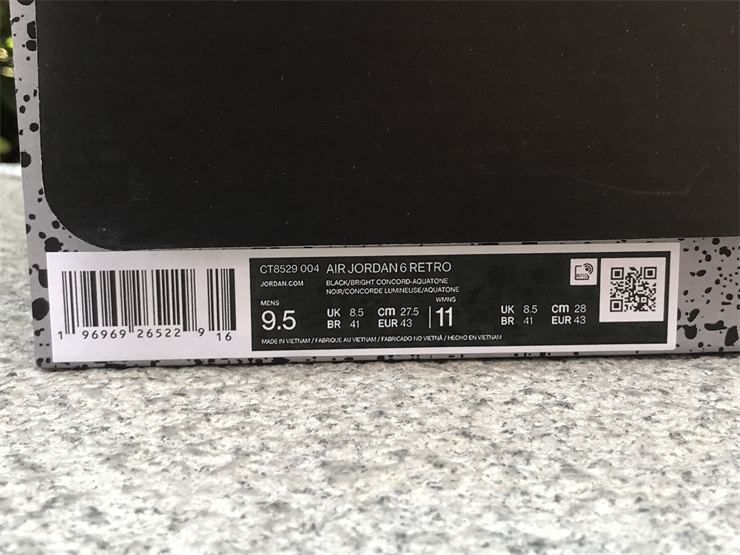 CT8529 004 AIR JORDAN 6 RETRO
JORDAN.COM
BLACK/BRIGHT CONCORD-AQUATONE
NOIR/CONCORDE LUMINEUSE/AQUATONE
MENS
9.5
UK 8.5 cm 27.5
BR 41 EUR 43
WMNS
11
UK 8.5 cm 28
BR 41 EUR 43
MADE IN VIETNAM / FABRIQUE AU VIETNAM / FABRICADO NO VIETNÃ / HECHO EN VIETNAM
1 96969 26522 9 16